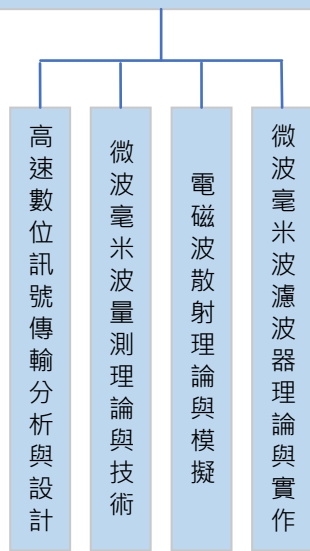 高速數位訊號傳輸分析與設計
微波毫米波量測理論與技術
電磁波散射理論與模擬
微波毫米波濾波器理論與實作